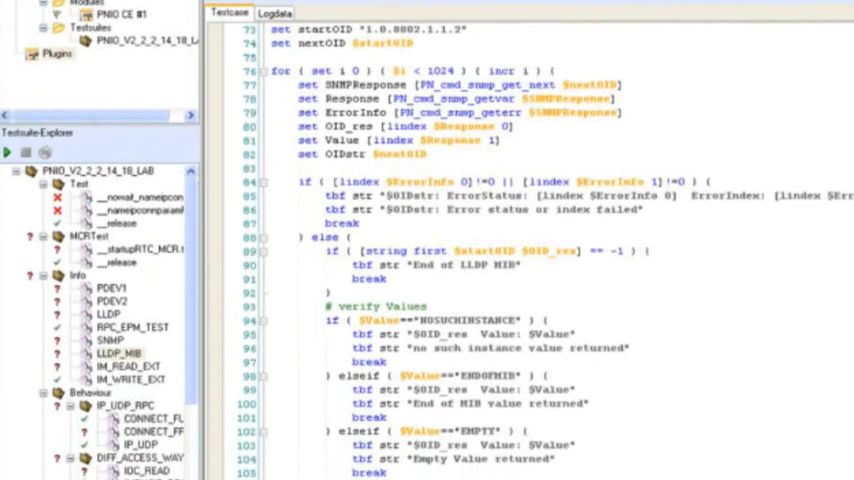 Modules
PNIO CE #1
Testsuites
PNIO_V2_2_2_14_18_LA
Plugins
Testsuite-Explorer
PNIO_V2_2_2_14_18_LAB
Test
__nowait_nameipcon
__nameipconnparam
__release
MCRTest
__startupRTC_MCR.t
__release
Info
PDEV1
PDEV2
LLDP
RPC_EPM_TEST
SNMP
LLDP_MIB
IM_READ_EXT
IM_WRITE_EXT
Behaviour
IP_UDP_RPC
CONNECT_FL
CONNECT_FF
IP_UDP
DIFF_ACCESS_WAY
IOC_READ
Testcase Logdata
73 set startOID "1.0.8802.1.1.2"
74 set nextOID $startOID
75
76 for { set i 0 } { $i < 1024 } { incr i } {
77 set SNMPResponse [PN_cmd_snmp_get_next $nextOID]
78 set Response [PN_cmd_snmp_getvar $SNMPResponse]
79 set ErrorInfo [PN_cmd_snmp_geterr $SNMPResponse]
80 set OID_res [lindex $Response 0]
81 set Value [lindex $Response 1]
82 set OIDstr $nextOID
83
84 if { [lindex $ErrorInfo 0]!=0 || [lindex $ErrorInfo 1]!=0 } {
85 tbf str "$OIDstr: ErrorStatus: [lindex $ErrorInfo 0] ErrorIndex: [lindex $Err
86 tbf str "$OIDstr: Error status or index failed"
87 break
88 } else {
89 if { [string first $startOID $OID_res] == -1 } {
90 tbf str "End of LLDP MIB"
91 break
92 }
93 # verify Values
94 if { $Value=="NOSUCHINSTANCE" } {
95 tbf str "$OID_res Value: $Value"
96 tbf str "no such instance value returned"
97 break
98 } elseif { $Value=="ENDOFMIB" } {
99 tbf str "$OID_res Value: $Value"
100 tbf str "End of MIB value returned"
101 break
102 } elseif { $Value=="EMPTY" } {
103 tbf str "$OID_res Value: $Value"
104 tbf str "Empty Value returned"
105 break